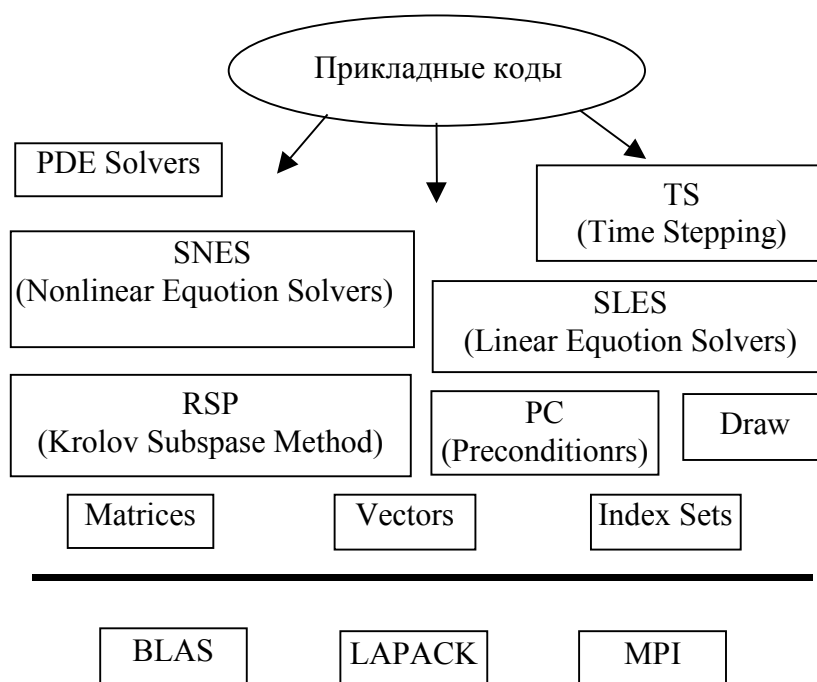 Прикладные коды
PDE Solvers
TS
(Time Stepping)
SNES
(Nonlinear Equotion Solvers)
SLES
(Linear Equotion Solvers)
RSP
(Krolov Subspase Method)
PC
(Preconditionrs)
Draw
Matrices
Vectors
Index Sets
BLAS
LAPACK
MPI